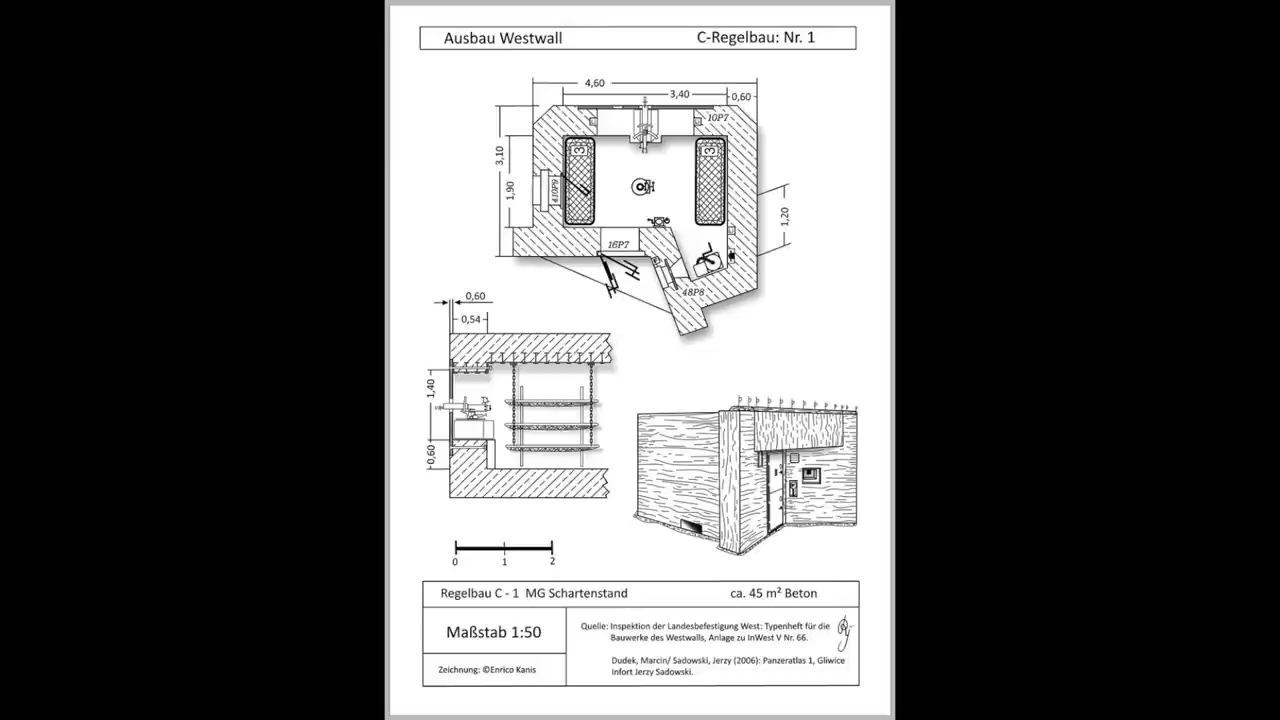 Ausbau Westwall
C-Regelbau: Nr. 1
4,60
3,40
0,60
10P7
3
3
3,10
1,90
410P9
1,20
16P7
48P8
0,60
0,54
1,40
0,60
0
1
2
Regelbau C - 1 MG Schartenstand
ca. 45 m² Beton
Maßstab 1:50
Quelle: Inspektion der Landesbefestigung West: Typenheft für die
Bauwerke des Westwalls, Anlage zu InWest V Nr. 66.
Dudek, Marcin/ Sadowski, Jerzy (2006): Panzeratlas 1, Gliwice
Infort Jerzy Sadowski.
Zeichnung: ©Enrico Kanis